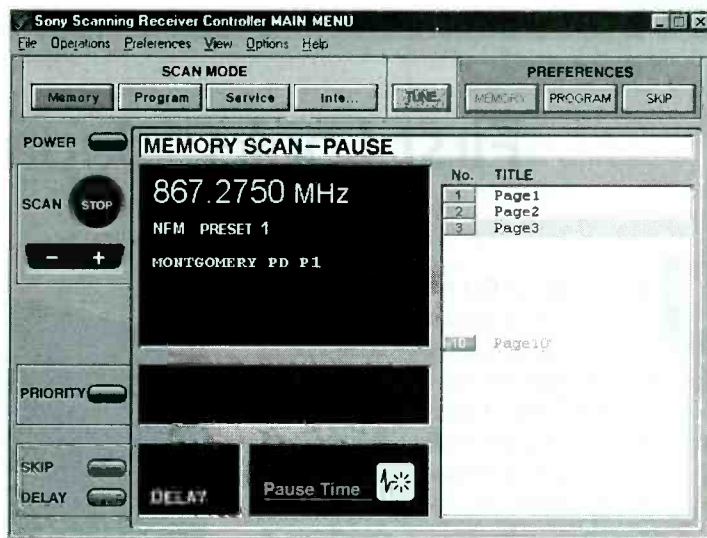 Sony Scanning Receiver Controller MAIN MENU
File Operations Preferences View Options Help
SCAN MODE
Memory Program Service Inte...
TUNE
PREFERENCES
MEMORY PROGRAM SKIP
POWER
MEMORY SCAN–PAUSE
SCAN
STOP
- +
867.2750 MHz
NFM PRESET 1
MONTGOMERY PD P1
No. TITLE
1 Page1
2 Page2
3 Page3
10 Page10
PRIORITY
SKIP
DELAY
DELAY
Pause Time